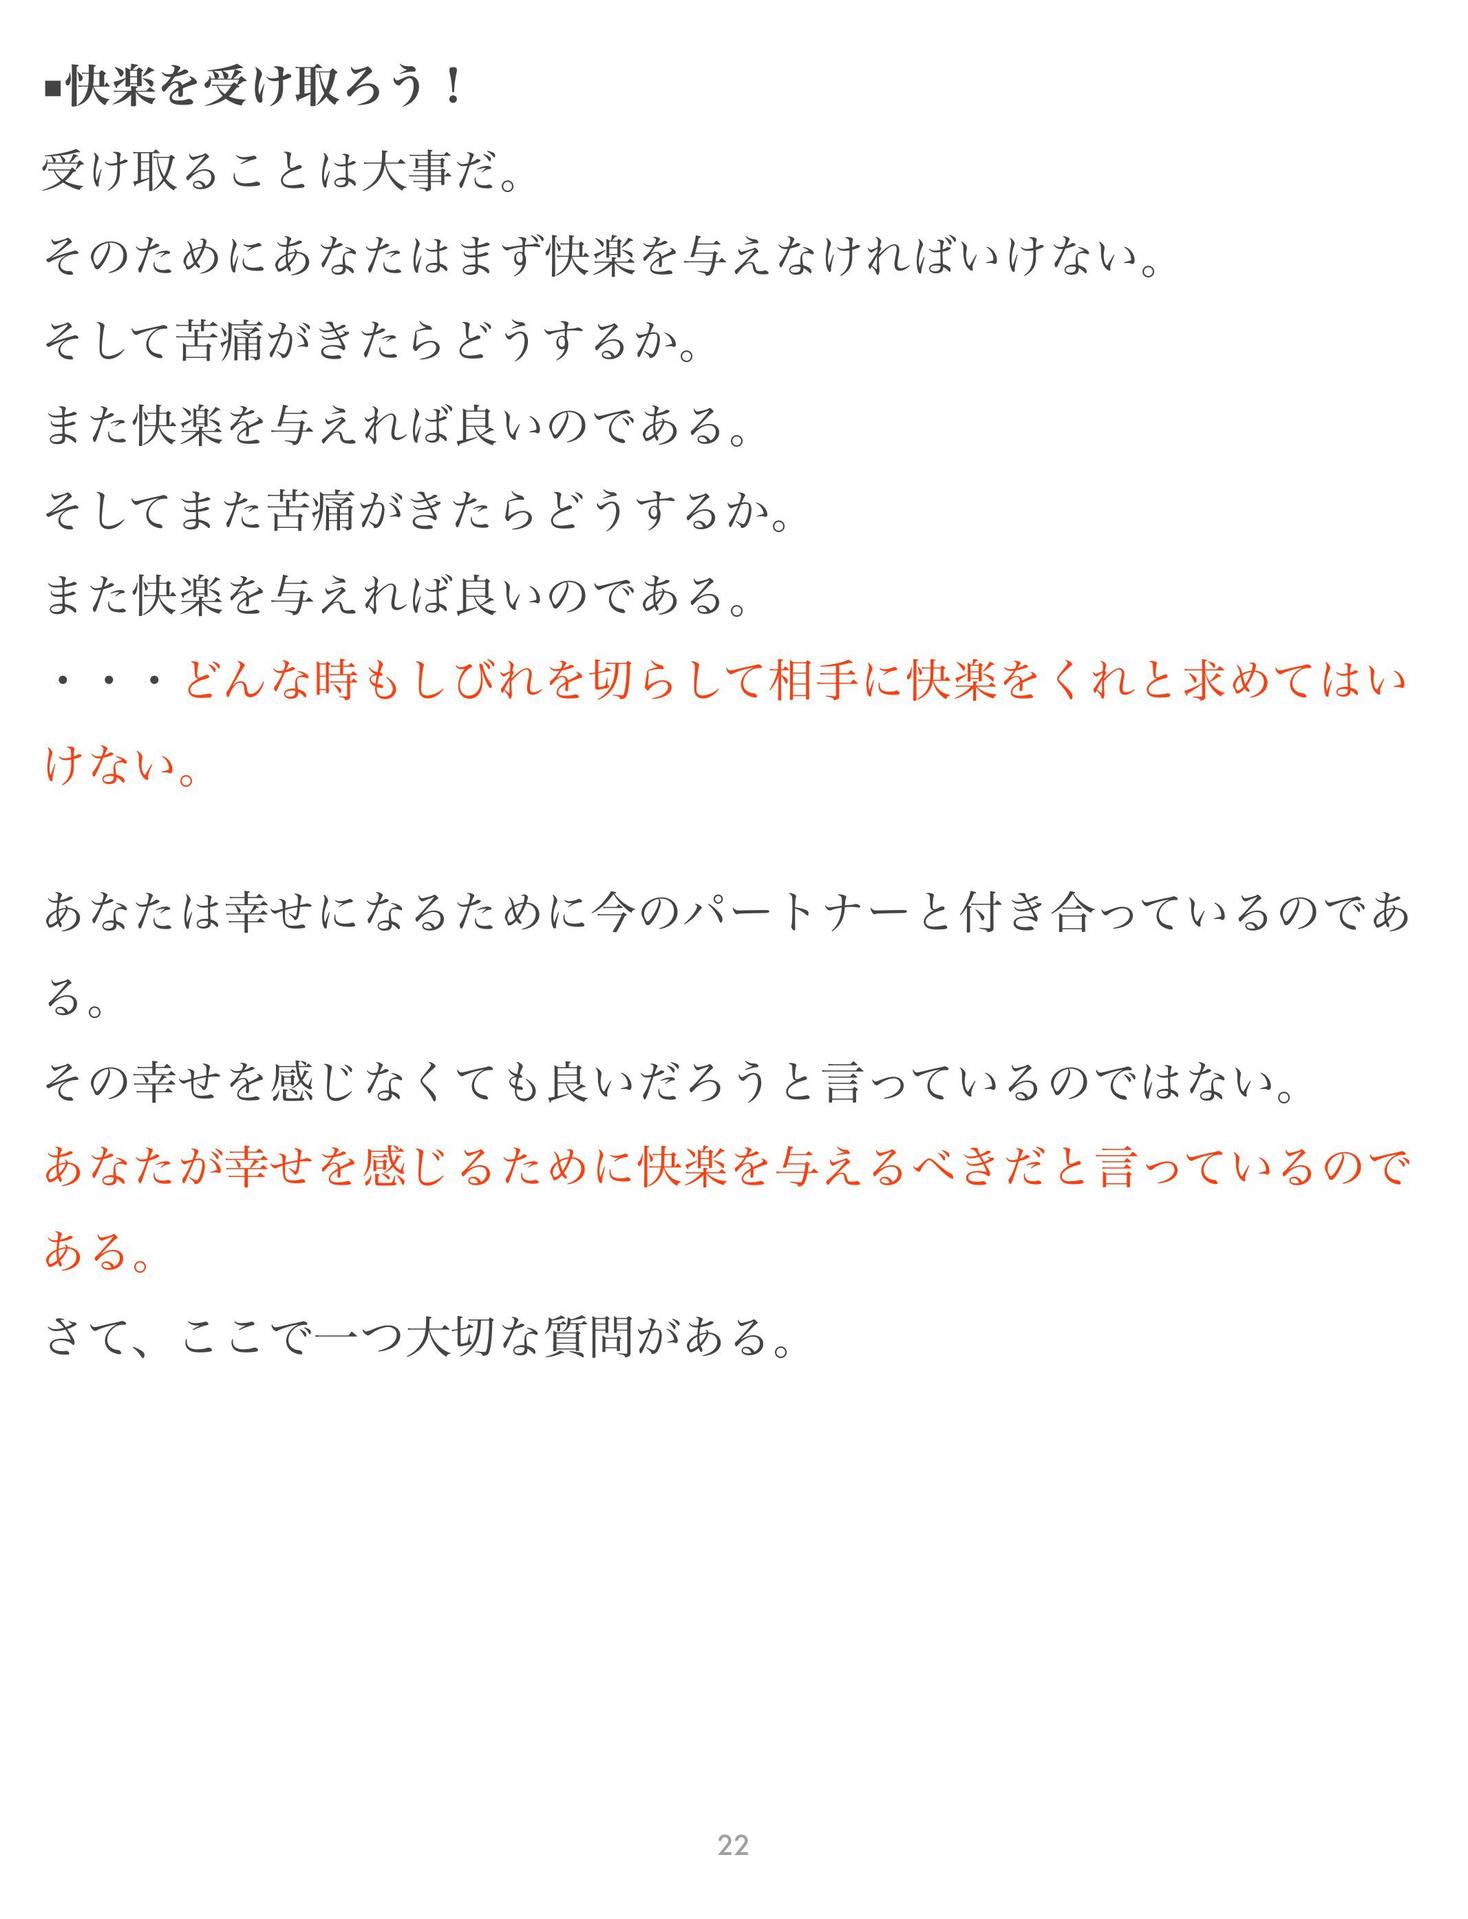 ▪快楽を受け取ろう！
受け取ることは大事だ。
そのためにあなたはまず快楽を与えなければいけない。
そして苦痛がきたらどうするか。
また快楽を与えれば良いのである。
そしてまた苦痛がきたらどうするか。
また快楽を与えれば良いのである。
・・・どんな時もしびれを切らして相手に快楽をくれと求めてはい
けない。
あなたは幸せになるために今のパートナーと付き合っているのであ
る。
その幸せを感じなくても良いだろうと言っているのではない。
あなたが幸せを感じるために快楽を与えるべきだと言っているので
ある。
さて、ここで一つ大切な質問がある。
22